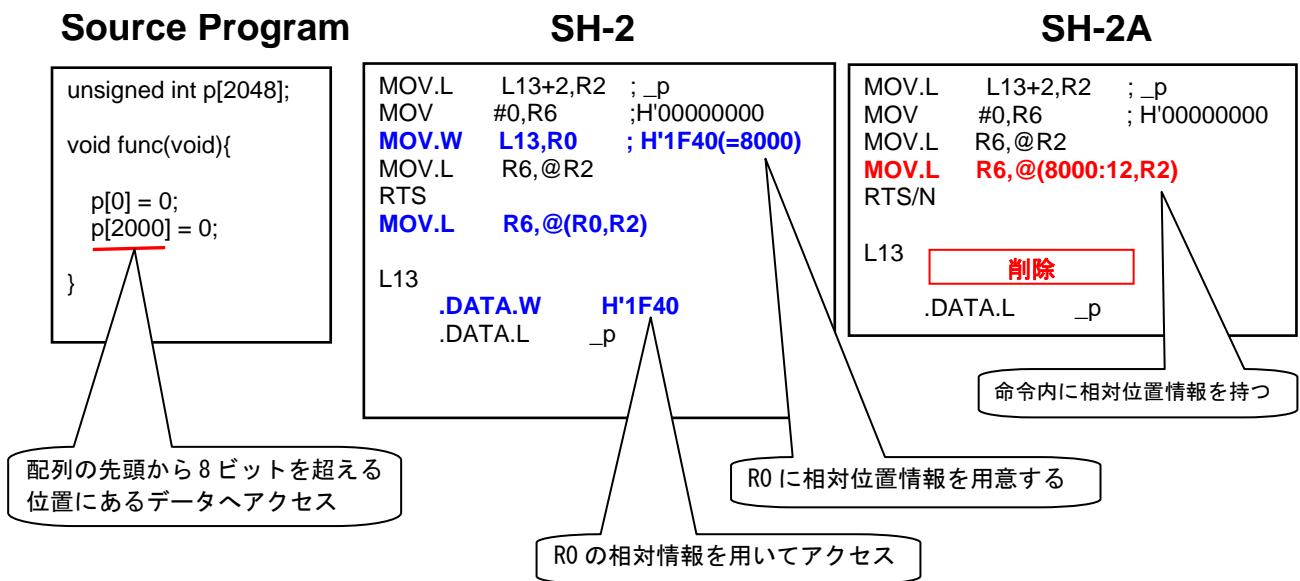 Source Program
unsigned int p[2048];
void func(void){
p[0] = 0;
p[2000] = 0;
}
配列の先頭から8ビットを超える
位置にあるデータへアクセス
SH-2
MOV.L L13+2,R2 ; _p
MOV #0,R6 ;H'00000000
MOV.W L13,R0 ; H'1F40(=8000)
MOV.L R6,@R2
RTS
MOV.L R6,@(R0,R2)
L13
.DATA.W H'1F40
.DATA.L _p
R0に相対位置情報を用意する
R0の相対情報を用いてアクセス
SH-2A
MOV.L L13+2,R2 ; _p
MOV #0,R6 ; H'00000000
MOV.L R6,@R2
MOV.L R6,@(8000:12,R2)
RTS/N
L13
削除
.DATA.L _p
命令内に相対位置情報を持つ